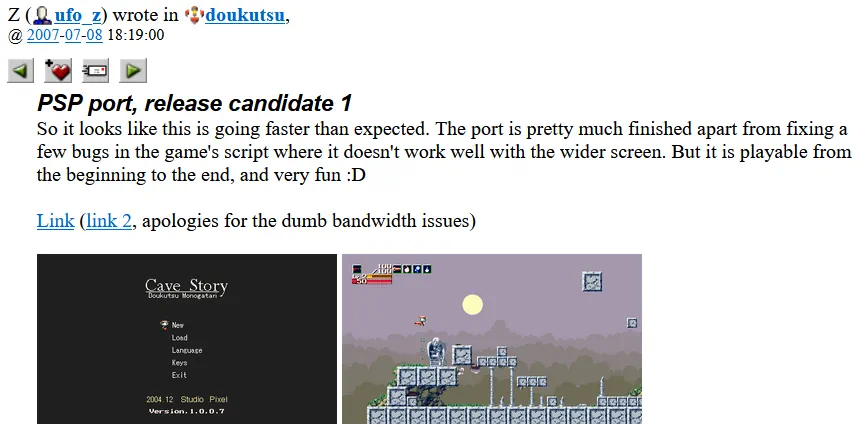 Z (ufo_z) wrote in doukutsu,
@ 2007-07-08 18:19:00
PSP port, release candidate 1
So it looks like this is going faster than expected. The port is pretty much finished apart from fixing a
few bugs in the game's script where it doesn't work well with the wider screen. But it is playable from
the beginning to the end, and very fun :D
Link (link 2, apologies for the dumb bandwidth issues)
Cave Story
Doukutsu Monogatari
New
Load
Language
Keys
Exit
2004.12 Studio Pixel
Version.1.0.0.7